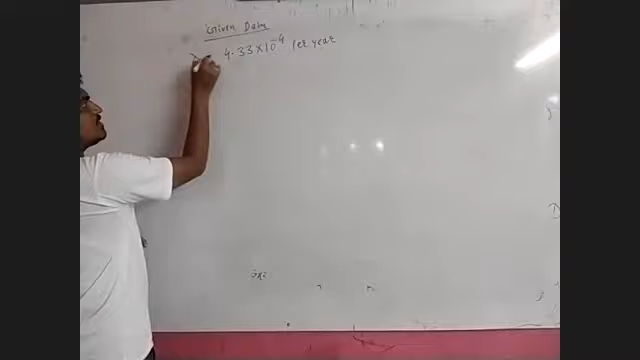 Given Data
λ 4.33×10⁻⁴ per year